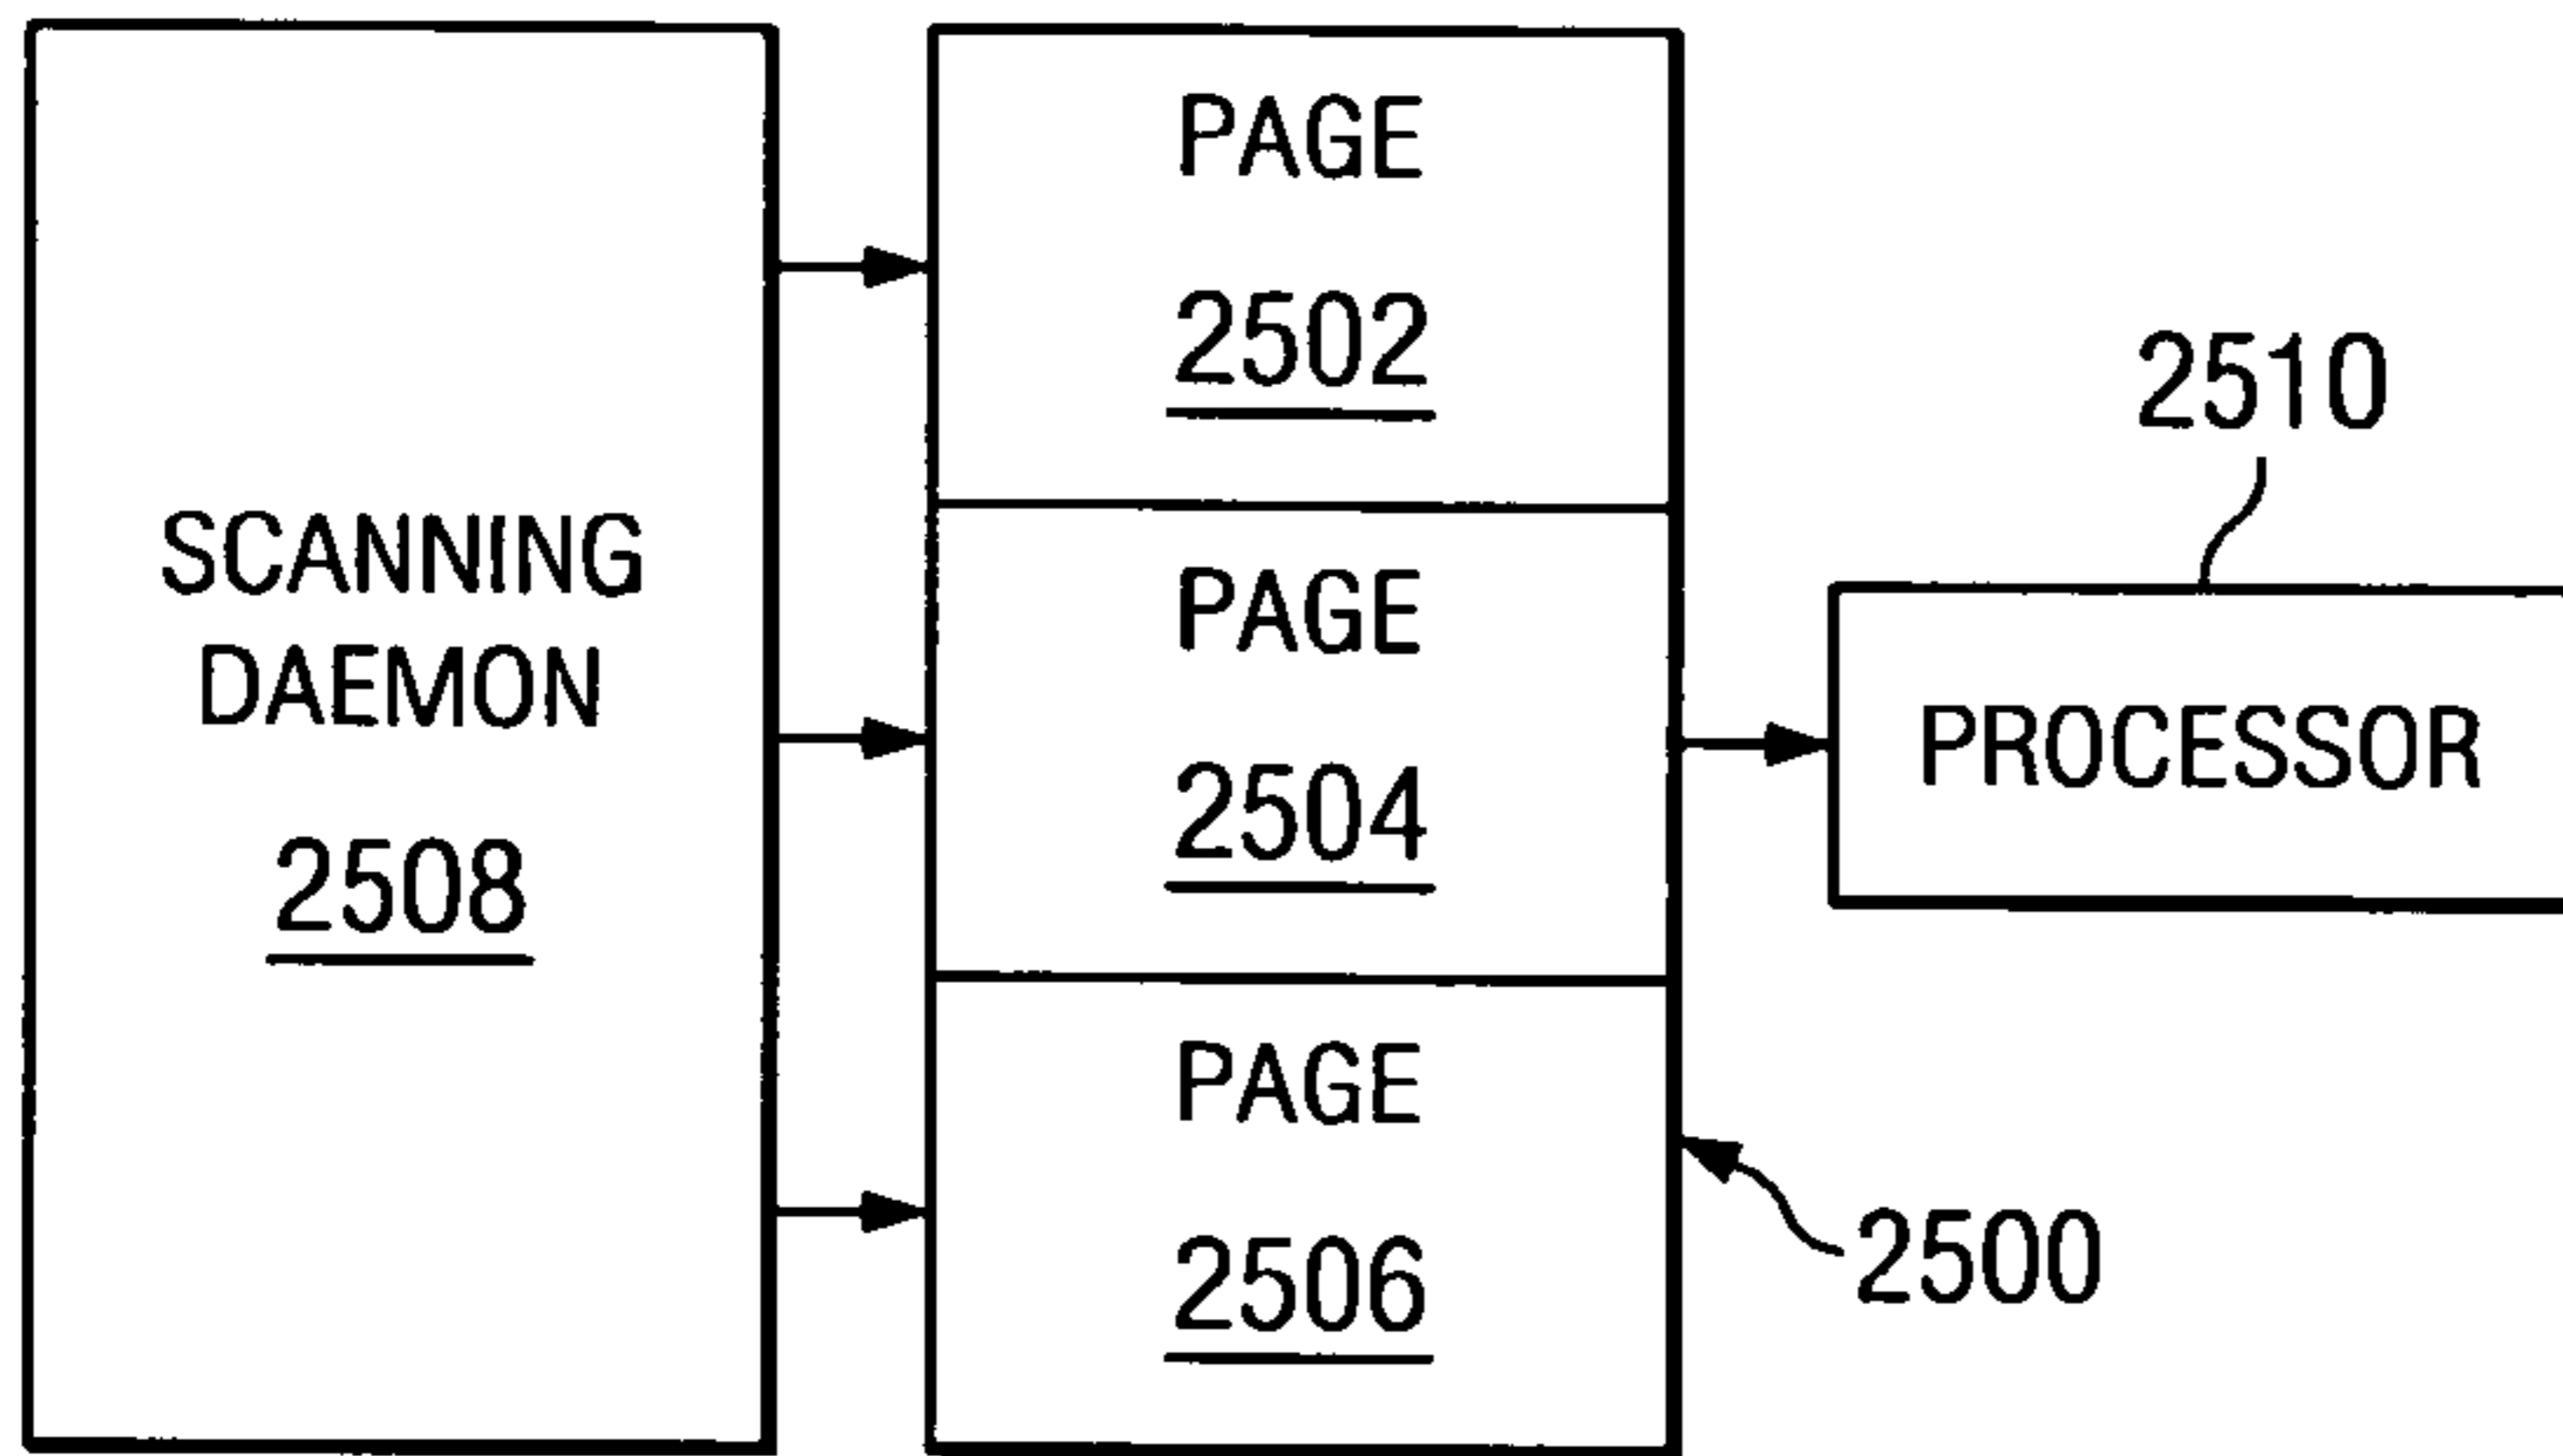 SCANNING
DAEMON
2508
PAGE
2502
PAGE
2504
PAGE
2506
2510
PROCESSOR
2500